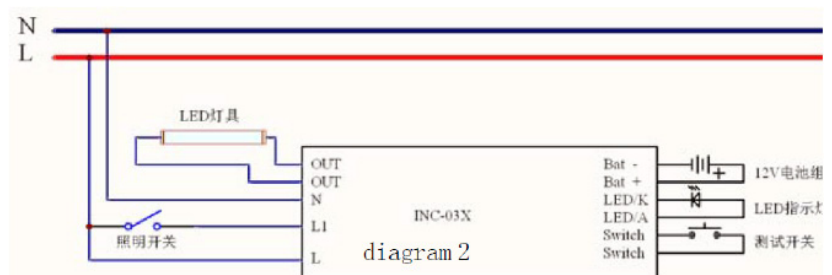 N
L
LED灯具
OUT
OUT
N
L1
L
照明开关
INC-03X
diagram 2
Bat -
Bat +
LED/K
LED/A
Switch
Switch
+
12V电池组
LED指示灯
测试开关